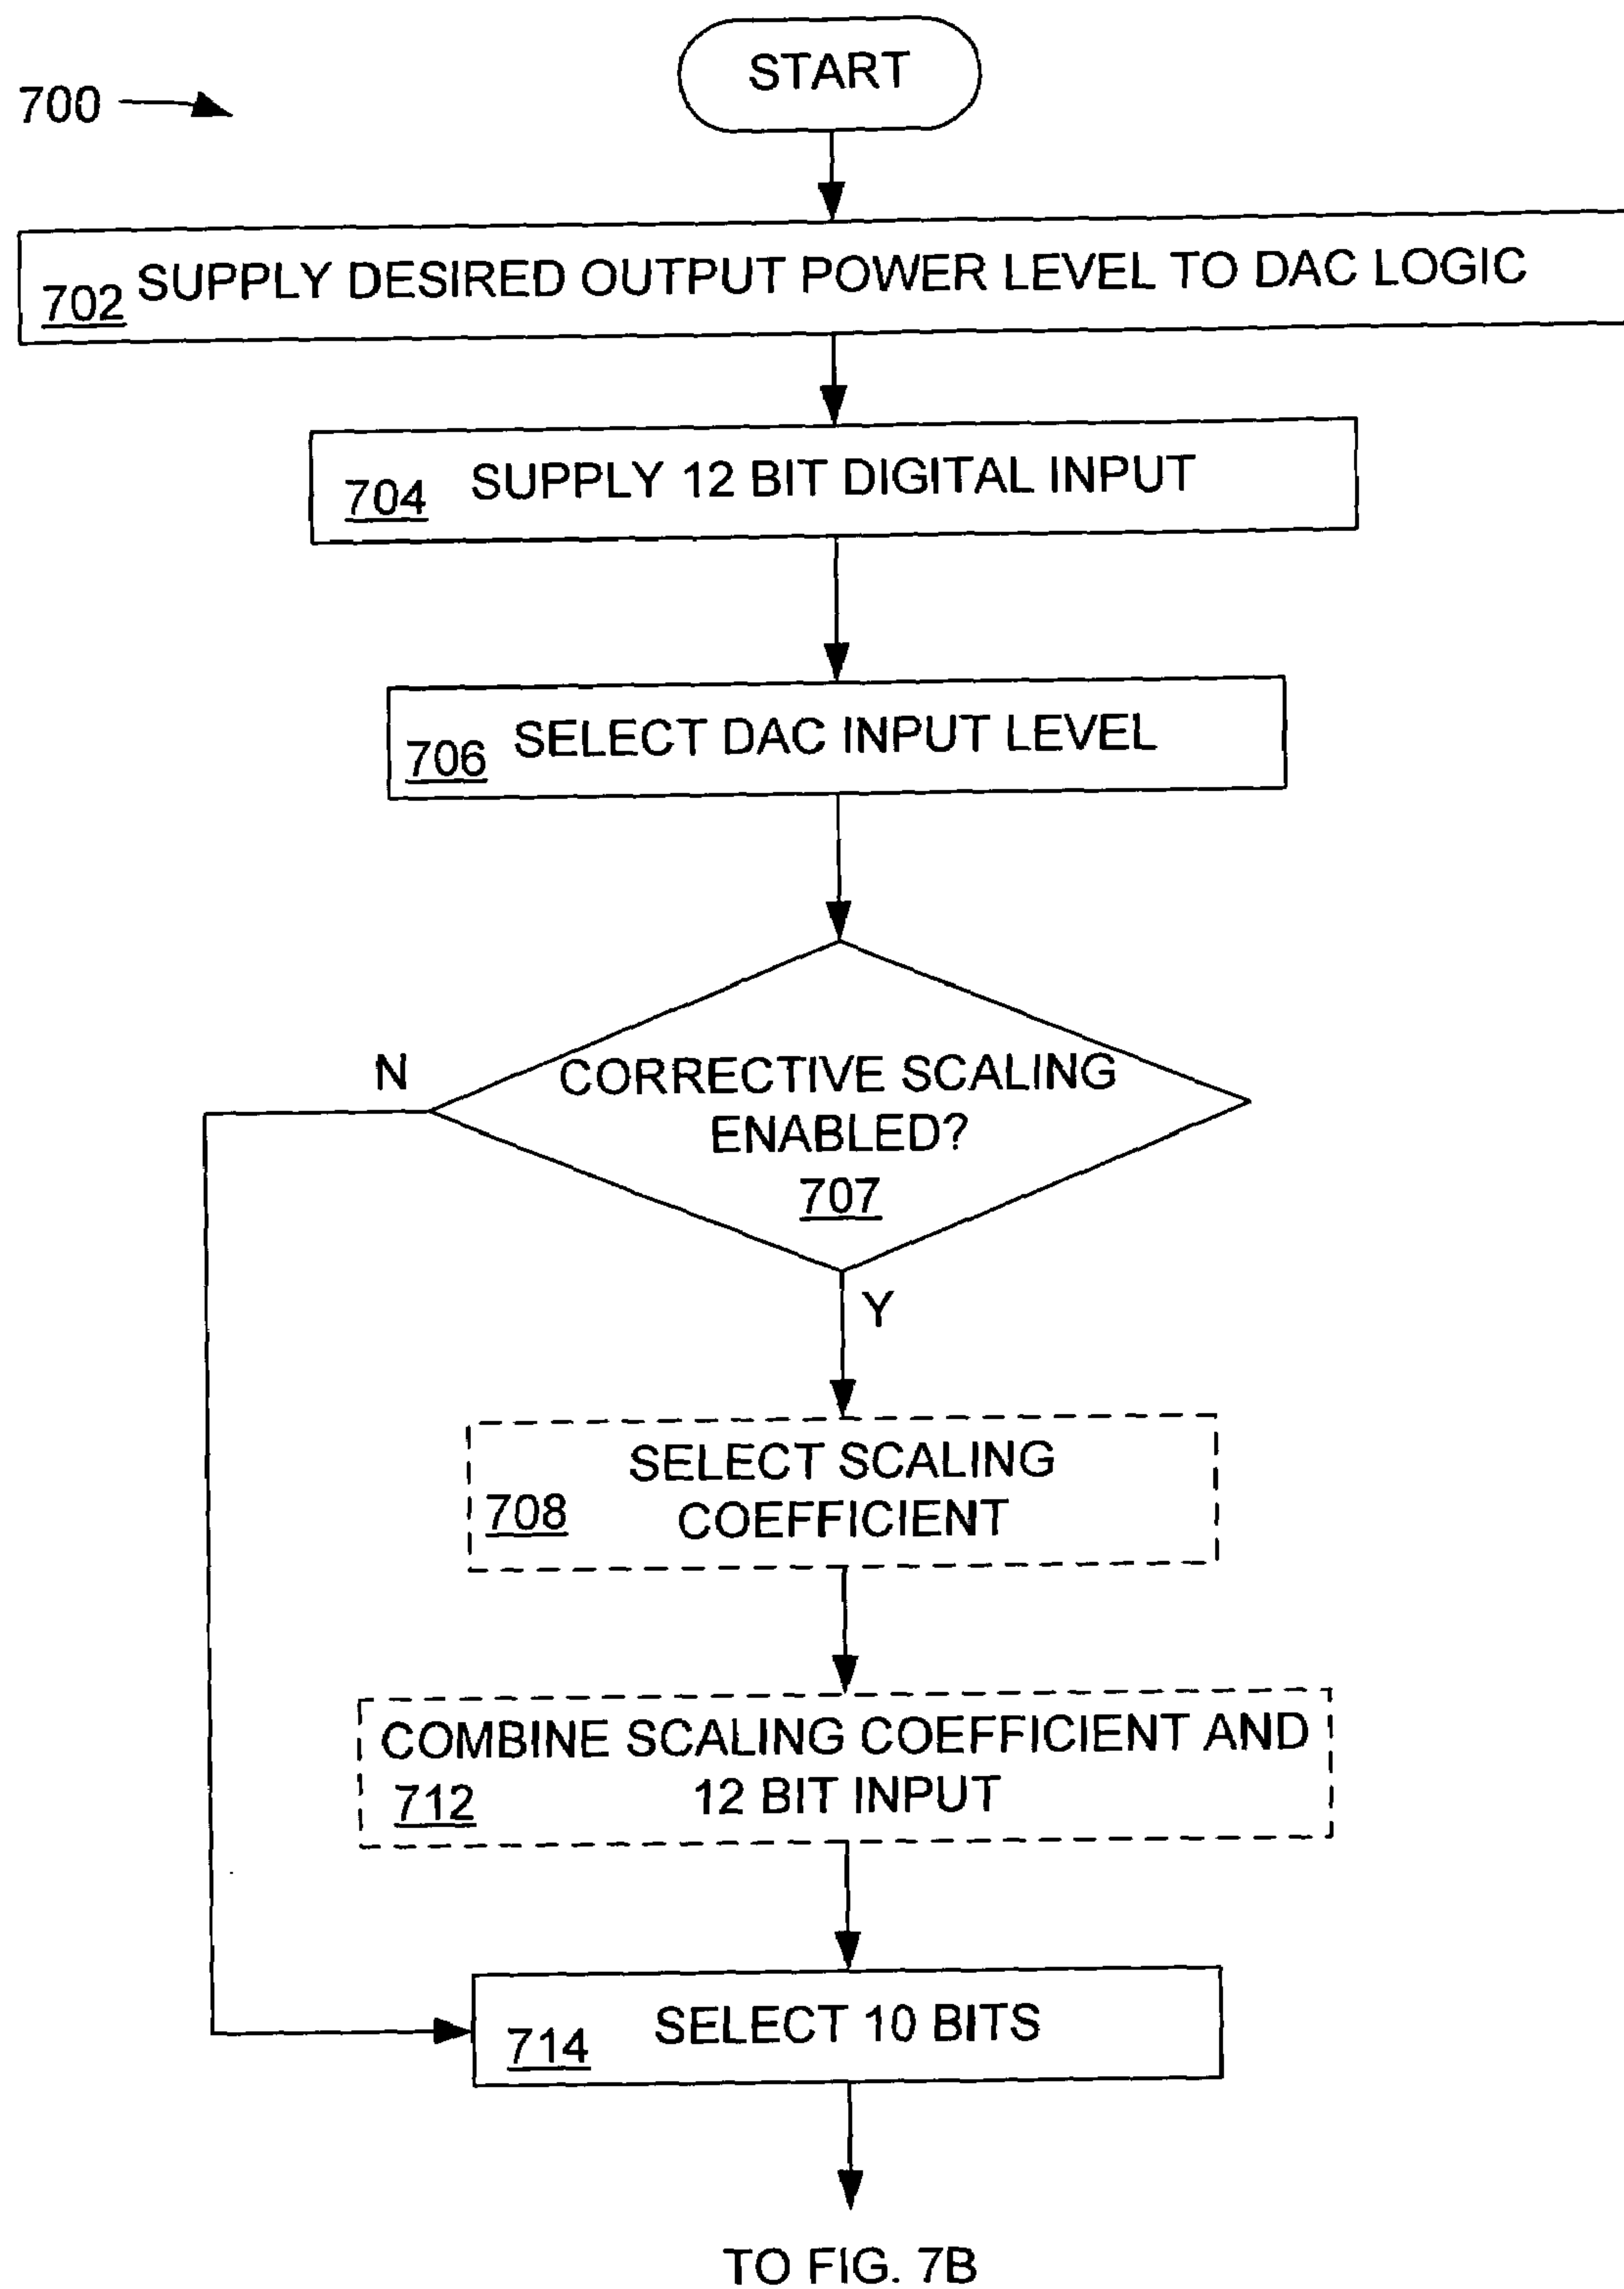 START
700
702 SUPPLY DESIRED OUTPUT POWER LEVEL TO DAC LOGIC
704 SUPPLY 12 BIT DIGITAL INPUT
706 SELECT DAC INPUT LEVEL
N
CORRECTIVE SCALING
ENABLED?
707
Y
SELECT SCALING
708 COEFFICIENT
COMBINE SCALING COEFFICIENT AND
712 12 BIT INPUT
714 SELECT 10 BITS
TO FIG. 7B